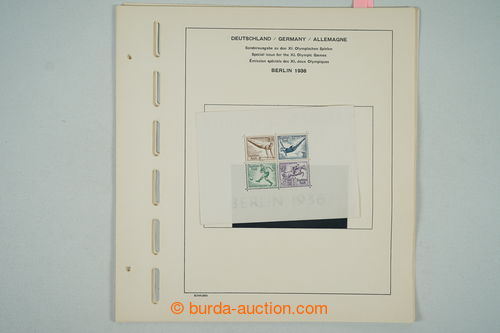 DEUTSCHLAND / GERMANY / ALLEMAGNE
Sonderausgabe zu den XI. Olympischen Spielen
Special issue for the XI. Olympic Games
Émission spéciale des XI. Jeux Olympiques
BERLIN 1936
BERLIN 1936
© burda-auction.com